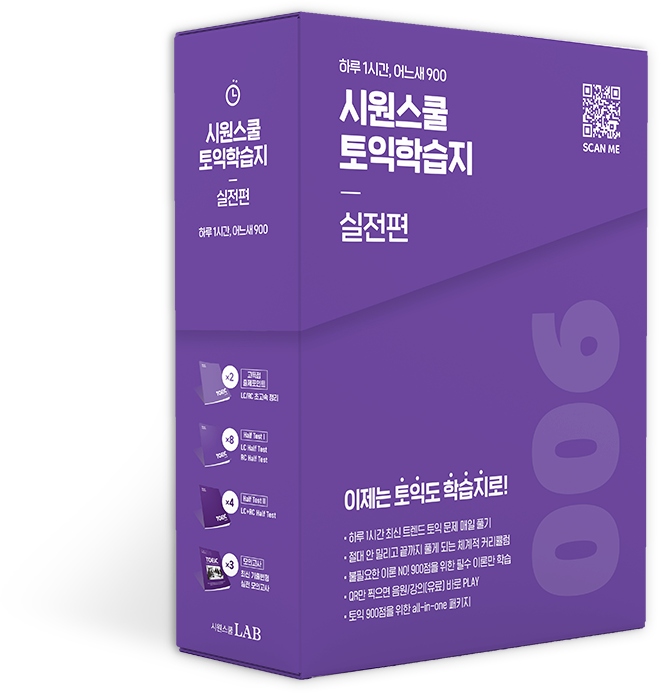 하루 1시간, 어느새 900
시원스쿨
토익학습지
실전편
SCAN ME
900
이제는 토익도 학습지로!
· 하루 1시간 최신 트렌드 토익 문제 매일 풀기
· 절대 안 밀리고 끝까지 풀게 되는 체계적 커리큘럼
· 불필요한 이론 NO! 900점을 위한 필수 이론만 학습
· QR만 찍으면 음원/강의(유료) 바로 PLAY
· 토익 900점을 위한 all-in-one 패키지
시원스쿨
토익학습지
실전편
하루 1시간, 어느새 900
TOEIC
x2
고득점
출제포인트
LC/RC 초고속 정리
TOEIC
x8
Half Test I
LC Half Test
RC Half Test
TOEIC
x4
Half Test II
LC+RC Half Test
TOEIC
x3
모의고사
최신 기출변형
실전 모의고사
시원스쿨LAB